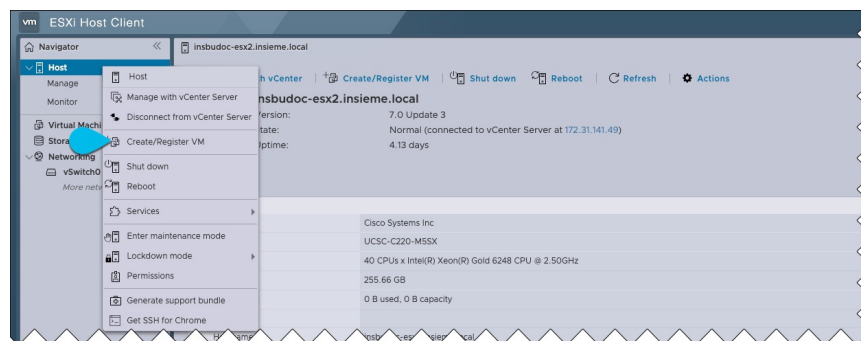 vm ESXi Host Client
Navigator
insbudoc-esx2.insieme.local
Host
Manage
Monitor
Virtual Machi
Stora
Networking
vSwitch0
More netw
Host
Manage with vCenter Server
Disconnect from vCenter Server
Create/Register VM
Shut down
Reboot
Services
Enter maintenance mode
Lockdown mode
Permissions
Generate support bundle
Get SSH for Chrome
h vCenter Create/Register VM Shut down Reboot Refresh Actions
nsbudoc-esx2.insieme.local
ersion: 7.0 Update 3
tate: Normal (connected to vCenter Server at 172.31.141.49)
ptime: 4.13 days
Cisco Systems Inc
UCSC-C220-M5SX
40 CPUs x Intel(R) Xeon(R) Gold 6248 CPU @ 2.50GHz
255.66 GB
0 B used, 0 B capacity